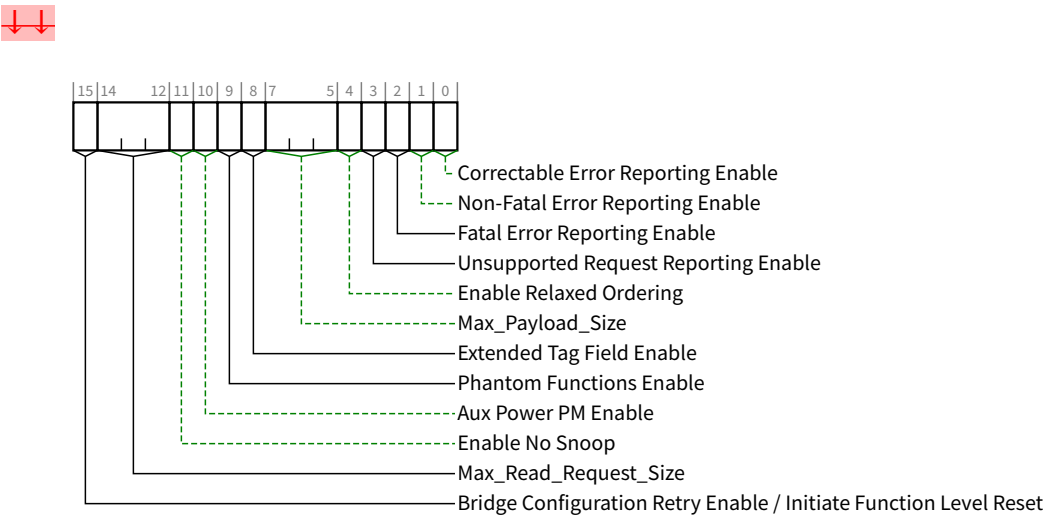 15 14 12 11 10 9 8 7 5 4 3 2 1 0
Correctable Error Reporting Enable
Non-Fatal Error Reporting Enable
Fatal Error Reporting Enable
Unsupported Request Reporting Enable
Enable Relaxed Ordering
Max_Payload_Size
Extended Tag Field Enable
Phantom Functions Enable
Aux Power PM Enable
Enable No Snoop
Max_Read_Request_Size
Bridge Configuration Retry Enable / Initiate Function Level Reset